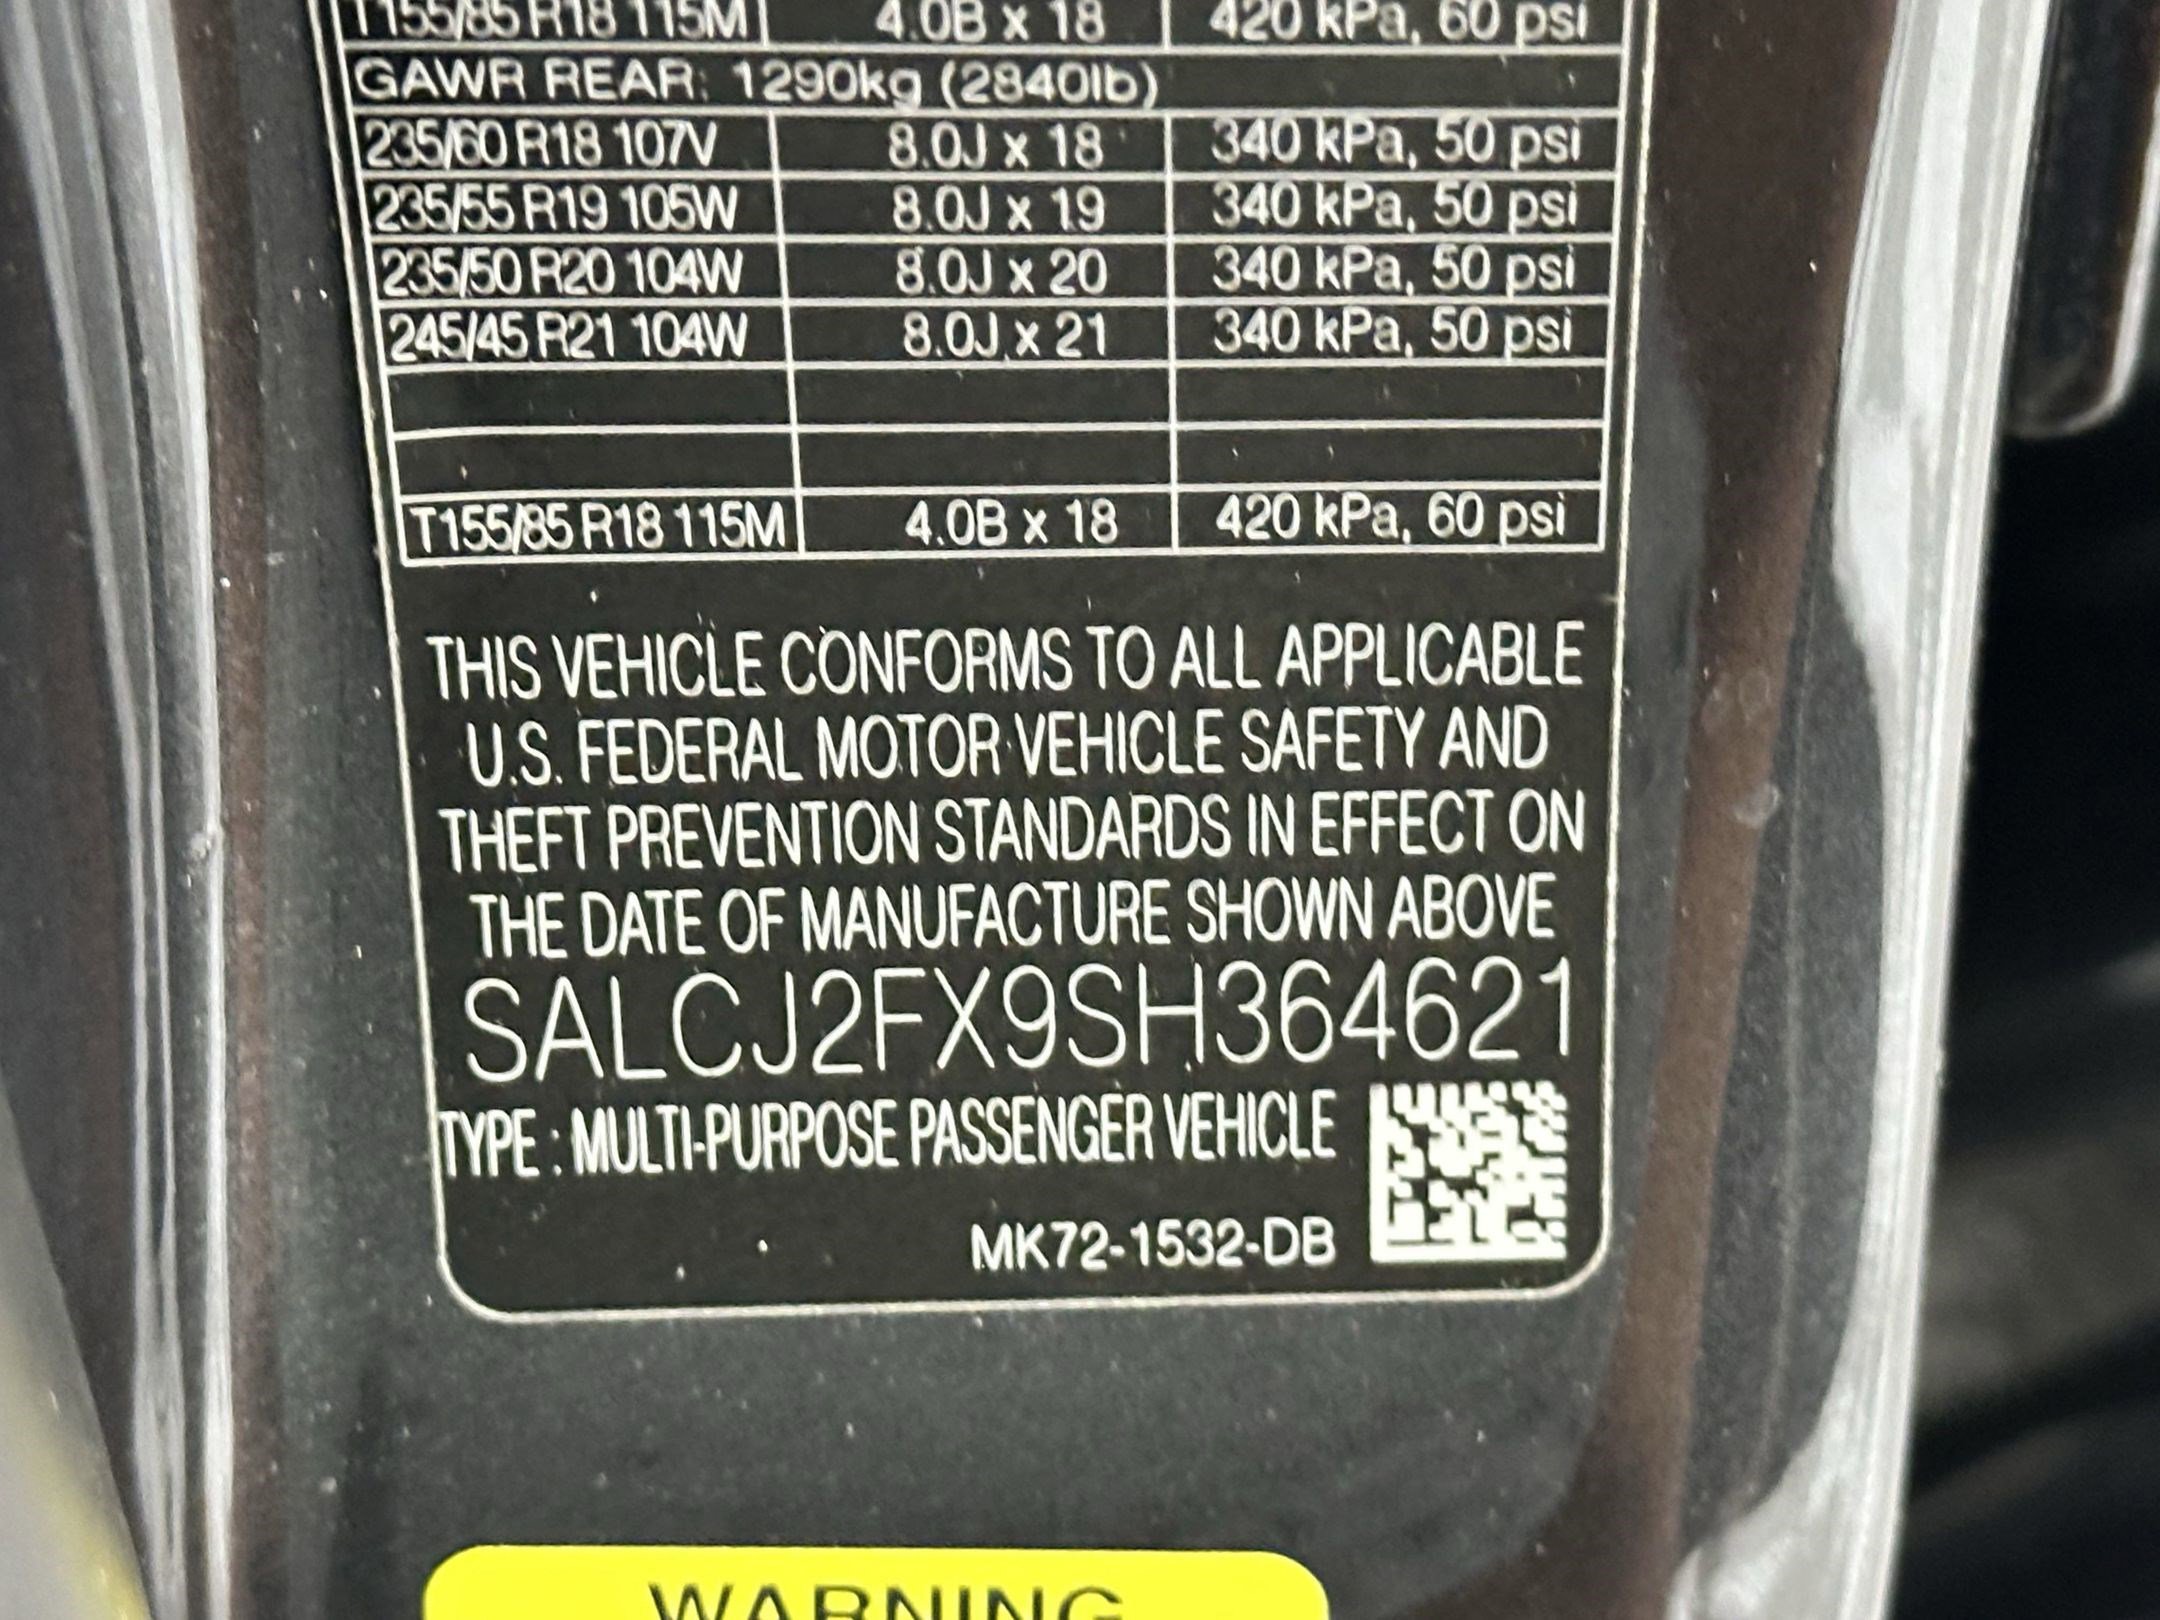 T155/85 R18 115M 4.0B x 18 420 kPa, 60 psi
GAWR REAR: 1290kg (2840lb)
235/60 R18 107V 8.0J x 18 340 kPa, 50 psi
235/55 R19 105W 8.0J x 19 340 kPa, 50 psi
235/50 R20 104W 8.0J x 20 340 kPa, 50 psi
245/45 R21 104W 8.0J x 21 340 kPa, 50 psi
T155/85 R18 115M 4.0B x 18 420 kPa, 60 psi
THIS VEHICLE CONFORMS TO ALL APPLICABLE
U.S. FEDERAL MOTOR VEHICLE SAFETY AND
THEFT PREVENTION STANDARDS IN EFFECT ON
THE DATE OF MANUFACTURE SHOWN ABOVE
SALCJ2FX9SH364621
TYPE : MULTI-PURPOSE PASSENGER VEHICLE
MK72-1532-DB
WARNING